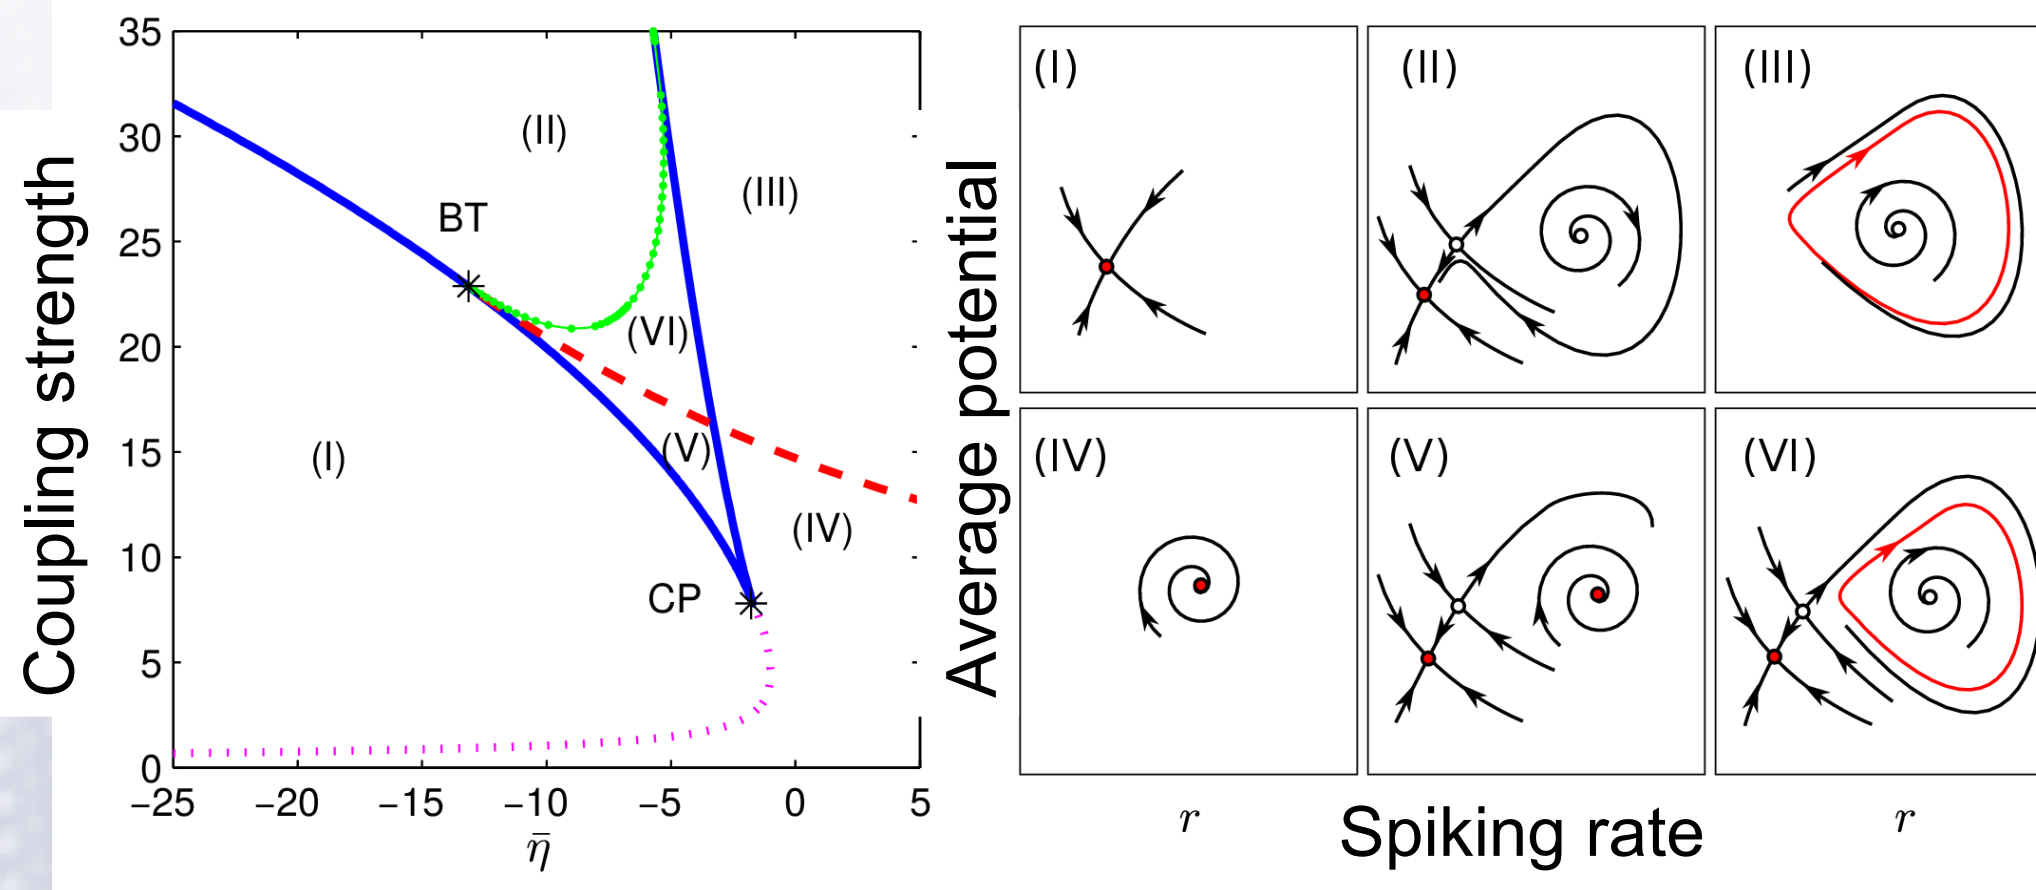 Coupling strength
35
30
25
20
15
10
5
0
−25 −20 −15 −10 −5 0 5
η̄
(I)
(II)
(III)
(IV)
(V)
(VI)
BT
CP
Average potential
(I) (II) (III)
(IV) (V) (VI)
r Spiking rate r